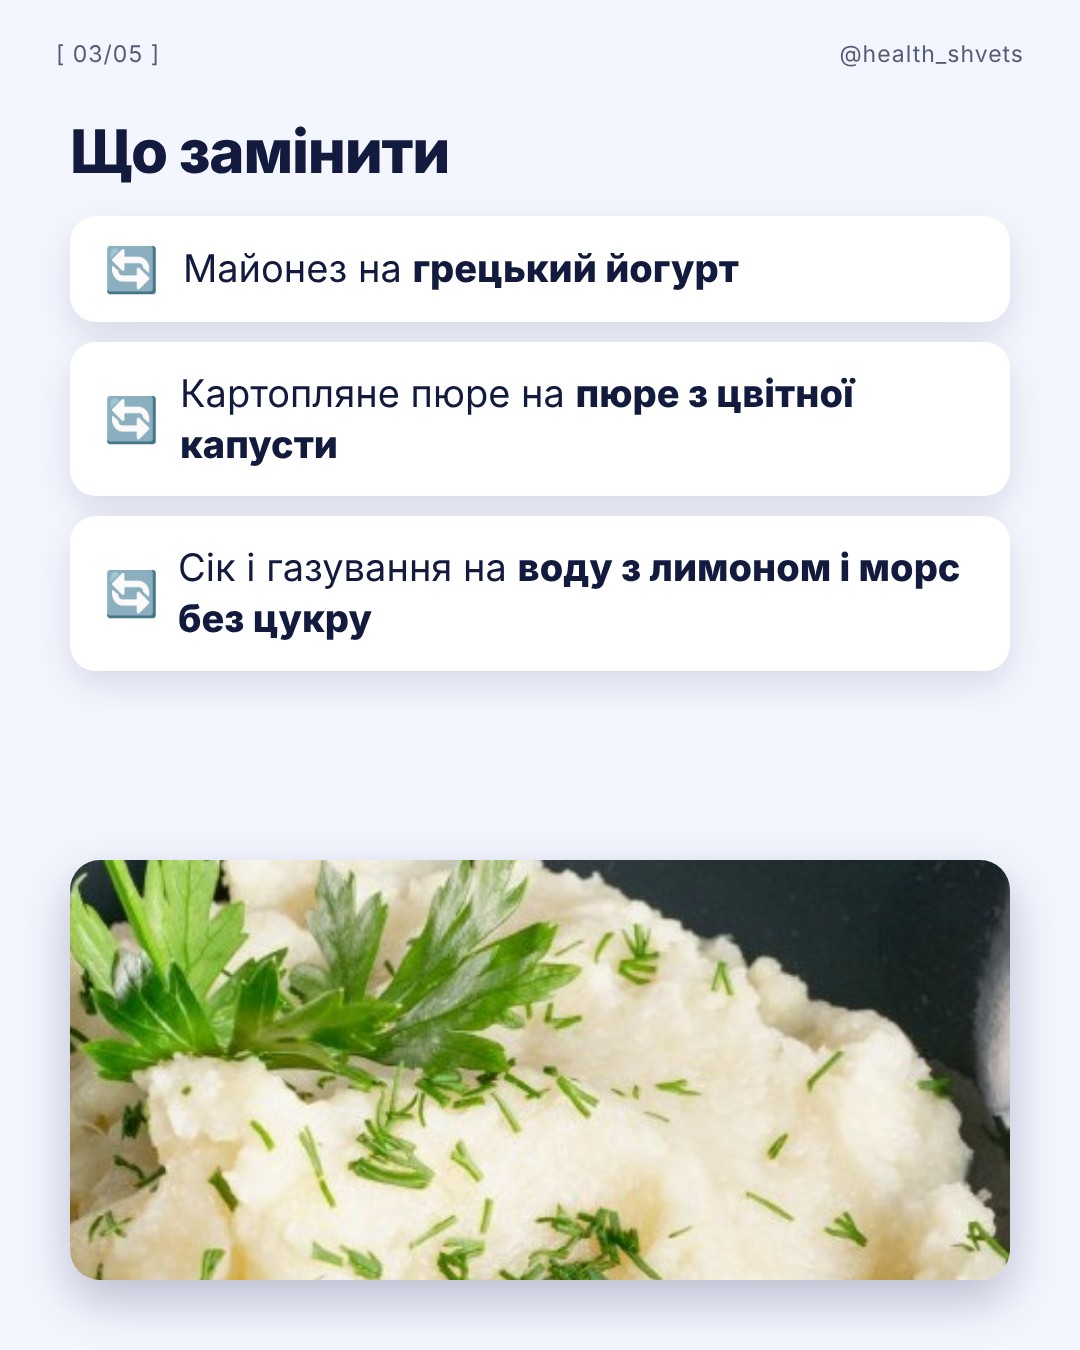 [ 03/05 ]
@health_shvets
Що замінити
Майонез на грецький йогурт
Картопляне пюре на пюре з цвітної
капусти
Сік і газування на воду з лимоном і морс
без цукру